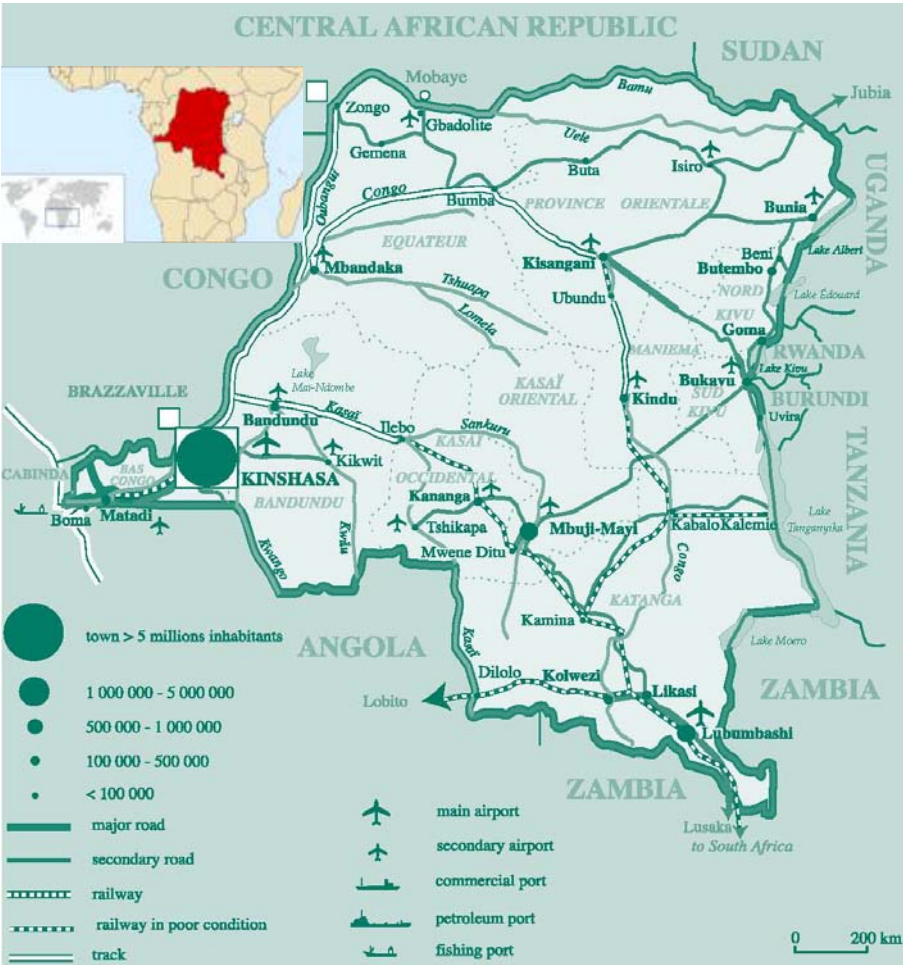 CENTRAL AFRICAN REPUBLIC
SUDAN
Mobaye
Bamu
Jubia
Zongo
Gbadolite
Uele
Gemena
Buta
Isiro
UGANDA
Oubangui
Congo
Bumba
PROVINCE ORIENTALE
Bunia
EQUATEUR
CONGO
Mbandaka
Kisangani
Beni
Lake Albert
Butembo
Tshuapa
Ubundu
NORD
KIVU
Lake Édouard
Lomela
Goma
MANIEMA
RWANDA
Lake
Mai-Ndombe
KASAÏ
ORIENTAL
Bukavu
Lake Kivu
BRAZZAVILLE
Kindu
SUD
KIVU
BURUNDI
Bandundu
Kasaï
Uvira
Ilebo
Sankuru
KASAI
OCCIDENTAL
CABINDA
BAS
CONGO
KINSHASA
Kikwit
TANZANIA
BANDUNDU
Boma
Matadi
Kananga
Tshikapa
Mbuji-Mayi
Kabalo
Kalemie
Lake
Tanganyika
Kwango
Kwilu
Mwene Ditu
Congo
KATANGA
Kamina
ANGOLA
Kasaï
Lake Moero
Dilolo
Kolwezi
Likasi
ZAMBIA
Lobito
Lubumbashi
ZAMBIA
Lusaka
to South Africa
town > 5 millions inhabitants
1 000 000 - 5 000 000
500 000 - 1 000 000
100 000 - 500 000
< 100 000
major road
secondary road
railway
railway in poor condition
track
main airport
secondary airport
commercial port
petroleum port
fishing port
0 200 km